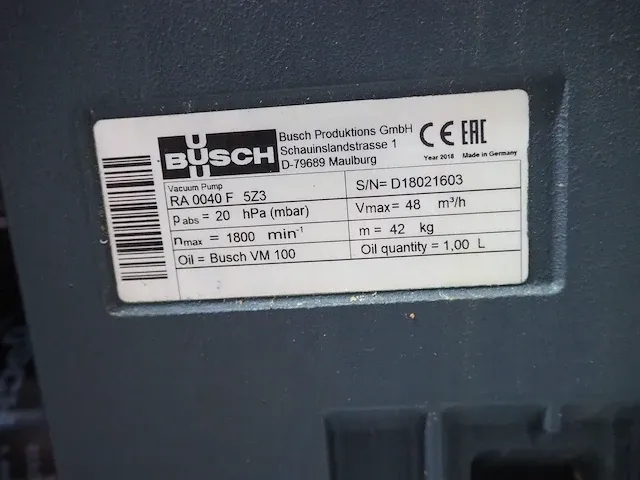 BUSCH
Busch Produktions GmbH
Schauinslandstrasse 1
D-79689 Maulburg
CE EAC
Year 2018 Made in Germany
Vacuum Pump
RA 0040 F 5Z3
S/N= D18021603
pabs = 20 hPa (mbar)
Vmax= 48 m³/h
nmax = 1800 min⁻¹
m = 42 kg
Oil = Busch VM 100
Oil quantity = 1,00 L